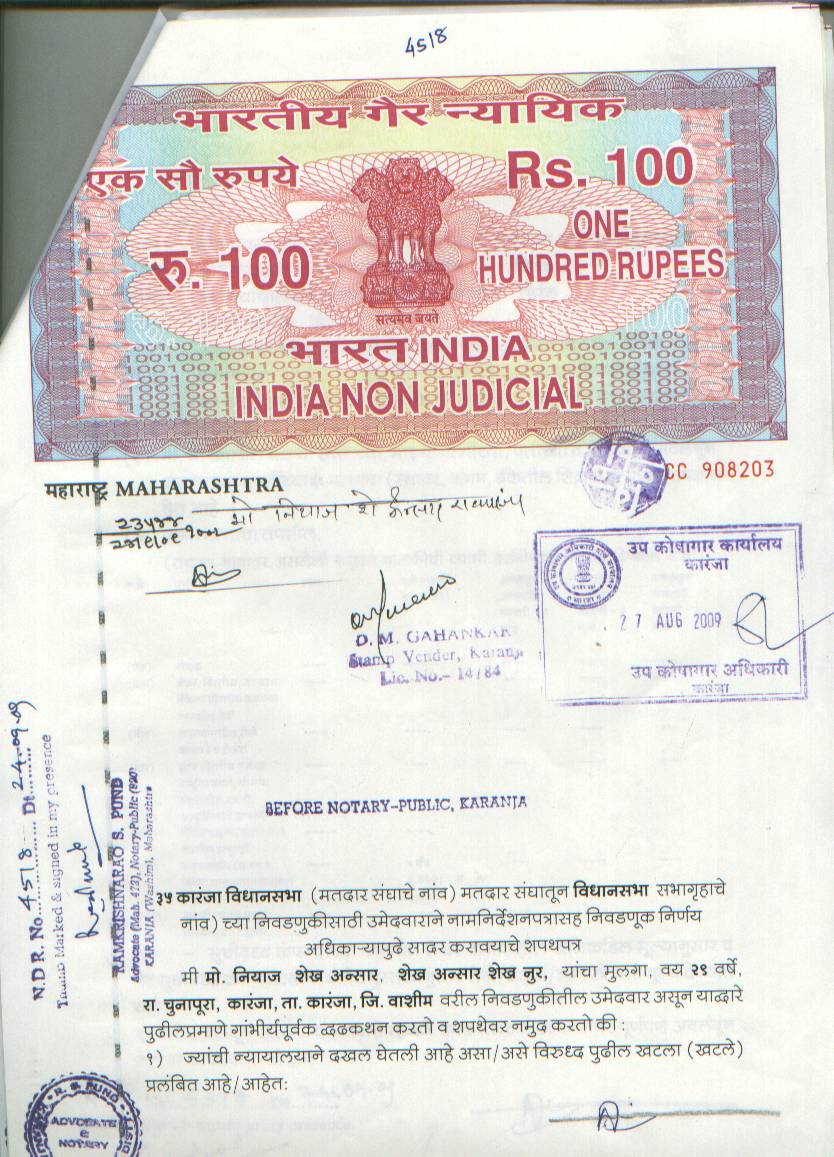 4518
भारतीय गैर न्यायिक
एक सौ रुपये Rs. 100
रु. 100 ONE
HUNDRED RUPEES
सत्यमेव जयते
भारत INDIA
INDIA NON JUDICIAL
CC 908203
महाराष्ट्र MAHARASHTRA
उप कोषागार कार्यालय
कारंजा
27 AUG 2009
उप कोषागार अधिकारी
कारंजा
D. M. GAHANKAR
Stamp Vender, Karanja
Lic. No.- 14/84
N.D.R. No. 4518 Dt. 24-09-09
Marked & signed in my presence
RAMKRISHNARAO S. PUND
Advocate (Mah. 473), Notary-Public (820)
KARANJA (Washim), Maharashtra
BEFORE NOTARY-PUBLIC, KARANJA
३५ कारंजा विधानसभा (मतदार संघाचे नांव) मतदार संघातून विधानसभा सभागृहाचे
नांव) च्या निवडणुकीसाठी उमेदवाराने नामनिर्देशनपत्रासह निवडणूक निर्णय
अधिकाऱ्यापुढे सादर करावयाचे शपथपत्र
मी मो. नियाज शेख अन्सार, शेख अन्सार शेख नुर, यांचा मुलगा, वय २९ वर्षे,
रा. चुनापूरा, कारंजा, ता. कारंजा, जि. वाशीम वरील निवडणुकीतील उमेदवार असून याद्वारे
पुढीलप्रमाणे गांभीर्यपूर्वक दृढकथन करतो व शपथेवर नमुद करतो की :
१) ज्यांची न्यायालयाने दखल घेतली आहे असा/असे विरुध्द पुढील खटला (खटले)
प्रलंबित आहे/आहेतः
R. S. PUND
ADVOCATE
&
NOTARY